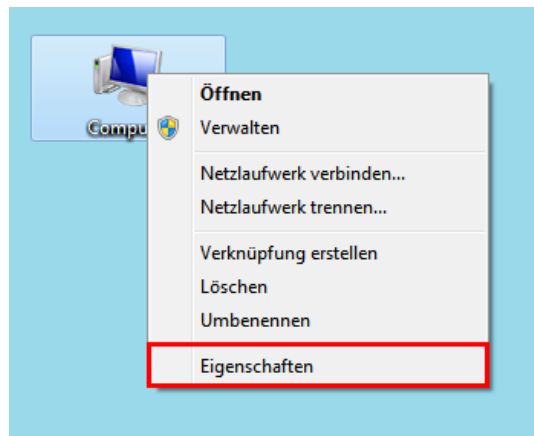 Compu
Öffnen
Verwalten
Netzlaufwerk verbinden...
Netzlaufwerk trennen...
Verknüpfung erstellen
Löschen
Umbenennen
Eigenschaften